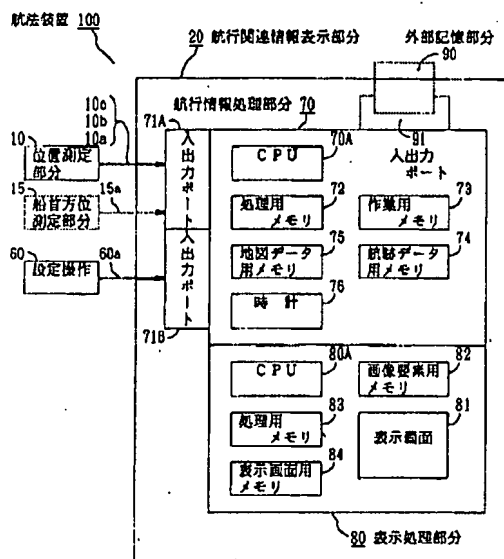 航法装置 100
20 航行関連情報表示部分
外部記憶部分
90
10c
10b
10a
71A
航行情報処理部分
70
91
10
位置測定
部分
入出力ポート
CPU
70A
入出力
ポート
15
船首方位
測定部分
15a
処理用
メモリ
72
作業用
メモリ
73
60
設定操作
60a
入出力ポート
地図データ
用メモリ
75
航跡データ
用メモリ
74
時計
76
71B
CPU
80A
画像要素用
メモリ
82
処理用
メモリ
83
表示画面
81
表示画面用
メモリ
84
80 表示処理部分